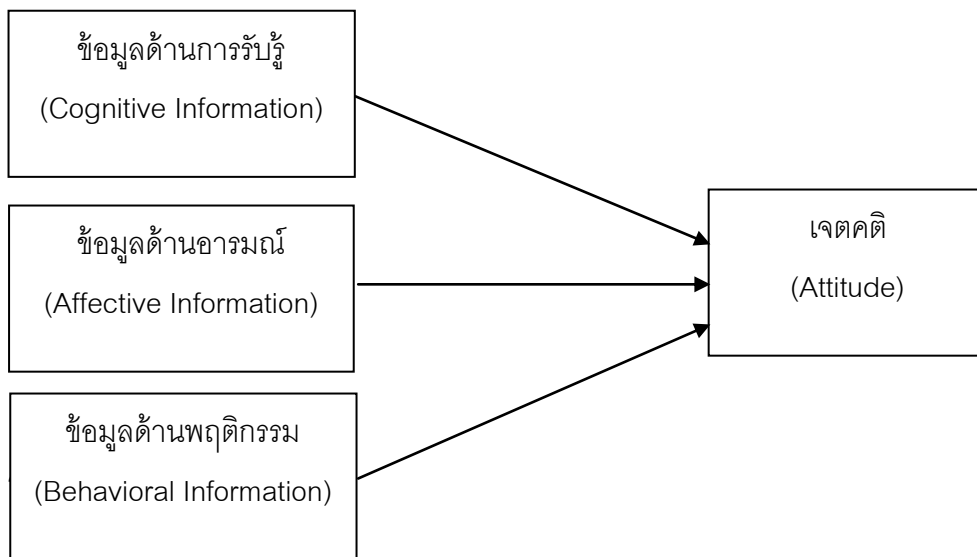 ข้อมูลด้านการรับรู้
(Cognitive Information)
ข้อมูลด้านอารมณ์
(Affective Information)
ข้อมูลด้านพฤติกรรม
(Behavioral Information)
เจตคติ
(Attitude)